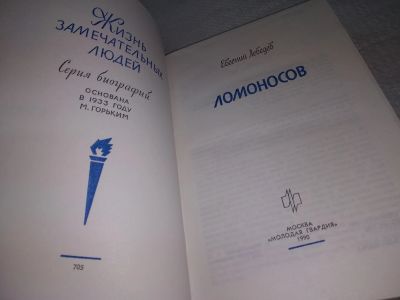 Жизнь
ЗАМЕЧАТЕЛЬНЫХ
ЛЮДЕЙ
Серия биографий
ОСНОВАНА
В 1933 ГОДУ
М. ГОРЬКИМ
705
Евгений Лебедев
ЛОМОНОСОВ
МОСКВА
«МОЛОДАЯ ГВАРДИЯ»
1990